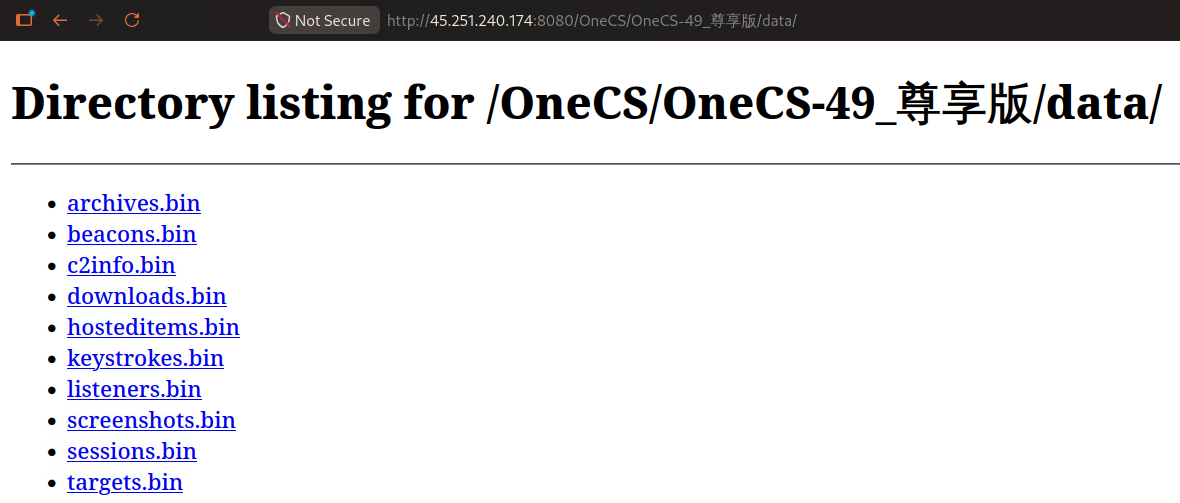 Not Secure http://45.251.240.174:8080/OneCS/OneCS-49_尊享版/data/
Directory listing for /OneCS/OneCS-49_尊享版/data/
archives.bin
beacons.bin
c2info.bin
downloads.bin
hosteditems.bin
keystrokes.bin
listeners.bin
screenshots.bin
sessions.bin
targets.bin